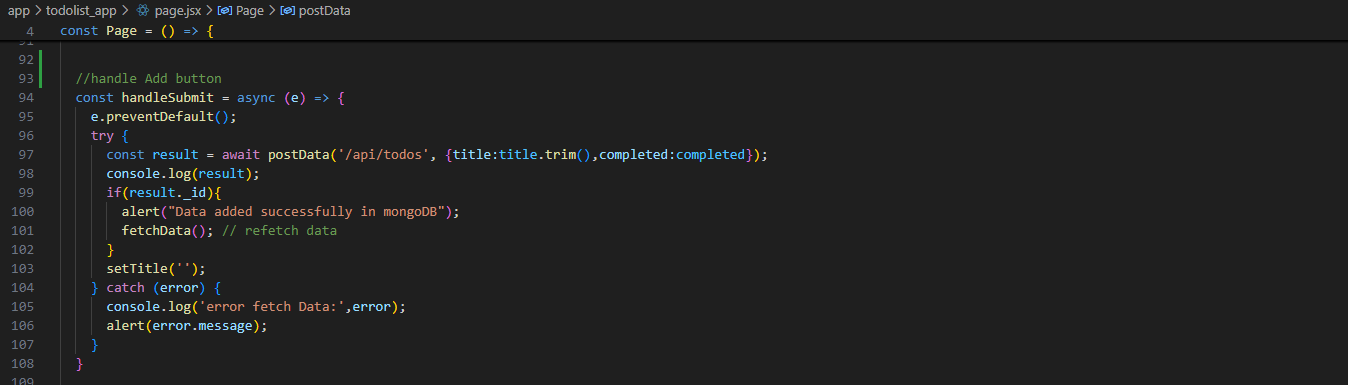 app > todolist_app > page.jsx > Page > postData
4 const Page = () => {
91
92
93 //handle Add button
94 const handleSubmit = async (e) => {
95 e.preventDefault();
96 try {
97 const result = await postData('/api/todos', {title:title.trim(),completed:completed});
98 console.log(result);
99 if(result._id){
100 alert("Data added successfully in mongoDB");
101 fetchData(); // refetch data
102 }
103 setTitle('');
104 } catch (error) {
105 console.log('error fetch Data:',error);
106 alert(error.message);
107 }
108 }
109